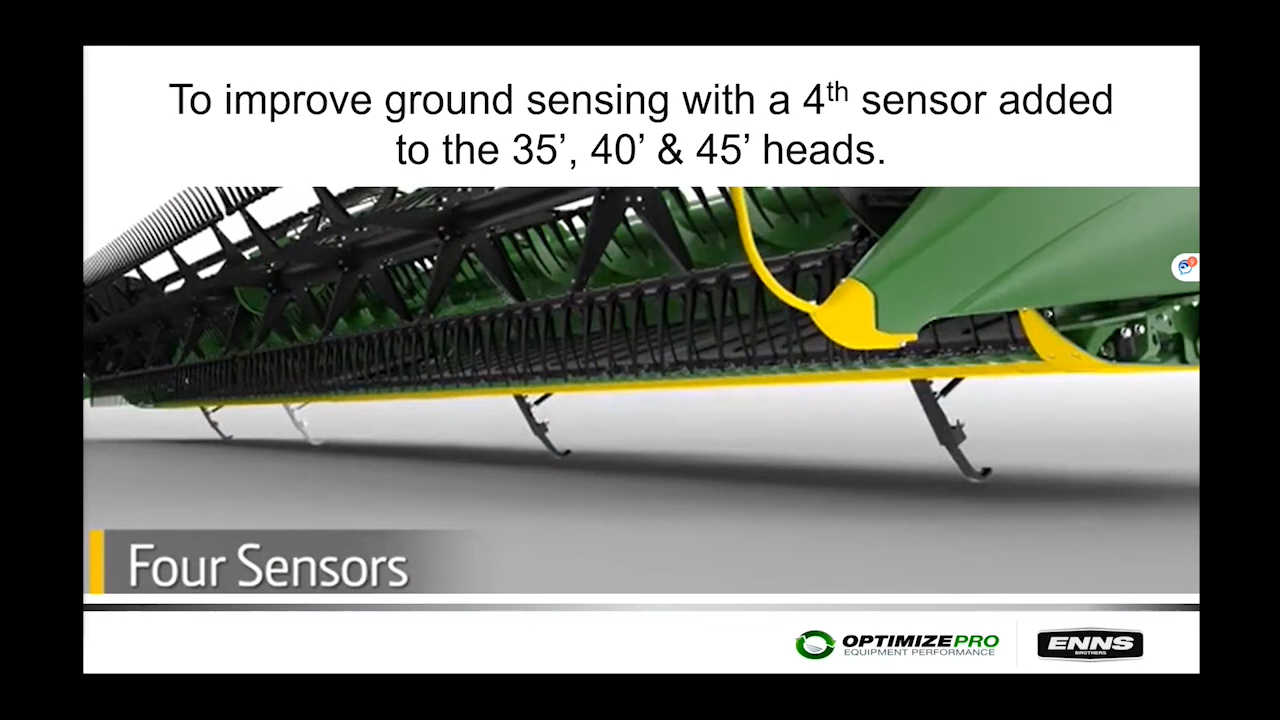 To improve ground sensing with a 4th sensor added
to the 35’, 40’ & 45’ heads.
Four Sensors
OPTIMIZEPRO
EQUIPMENT PERFORMANCE
ENNS
BROTHERS